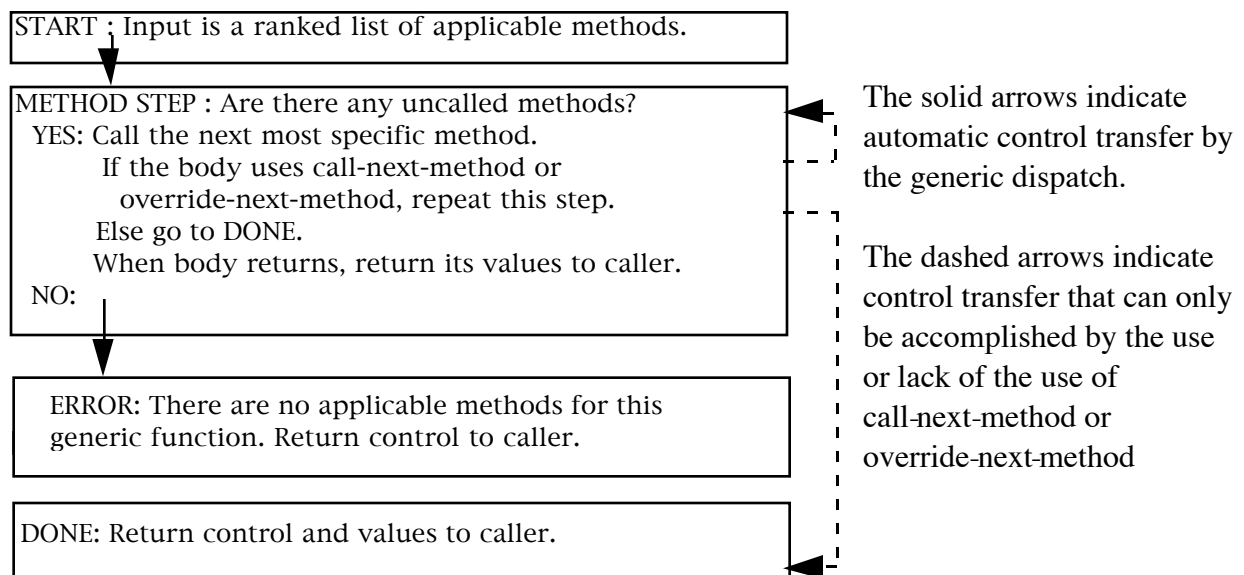 START : Input is a ranked list of applicable methods.
METHOD STEP : Are there any uncalled methods?
YES: Call the next most specific method.
If the body uses call-next-method or
override-next-method, repeat this step.
Else go to DONE.
When body returns, return its values to caller.
NO:
ERROR: There are no applicable methods for this
generic function. Return control to caller.
DONE: Return control and values to caller.
The solid arrows indicate
automatic control transfer by
the generic dispatch.
The dashed arrows indicate
control transfer that can only
be accomplished by the use
or lack of the use of
call-next-method or
override-next-method